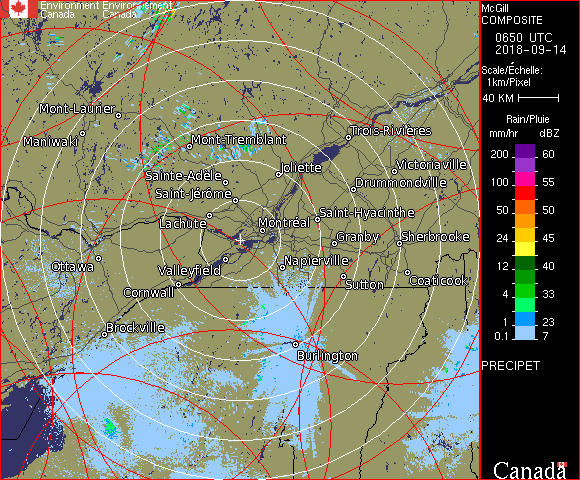 Environment Environnement
Canada Canada
Mont-Laurier
Maniwaki
Mont-Tremblant
Trois-Rivières
Sainte-Adèle
Joliette
Victoriaville
Saint-Jérôme
Drummondville
Lachute
Montréal
Saint-Hyacinthe
Granby
Sherbrooke
Ottawa
Valleyfield
Napierville
Cornwall
Sutton
Coaticook
Brockville
Burlington
McGill
COMPOSITE
0650 UTC
2018-09-14
Scale/Échelle:
1km/Pixel
40 KM
Rain/Pluie
mm/hr dBZ
200 60
150 57
100 55
50 50
24 45
12 40
4 33
1 23
0.1 7
PRECIPET
Canada